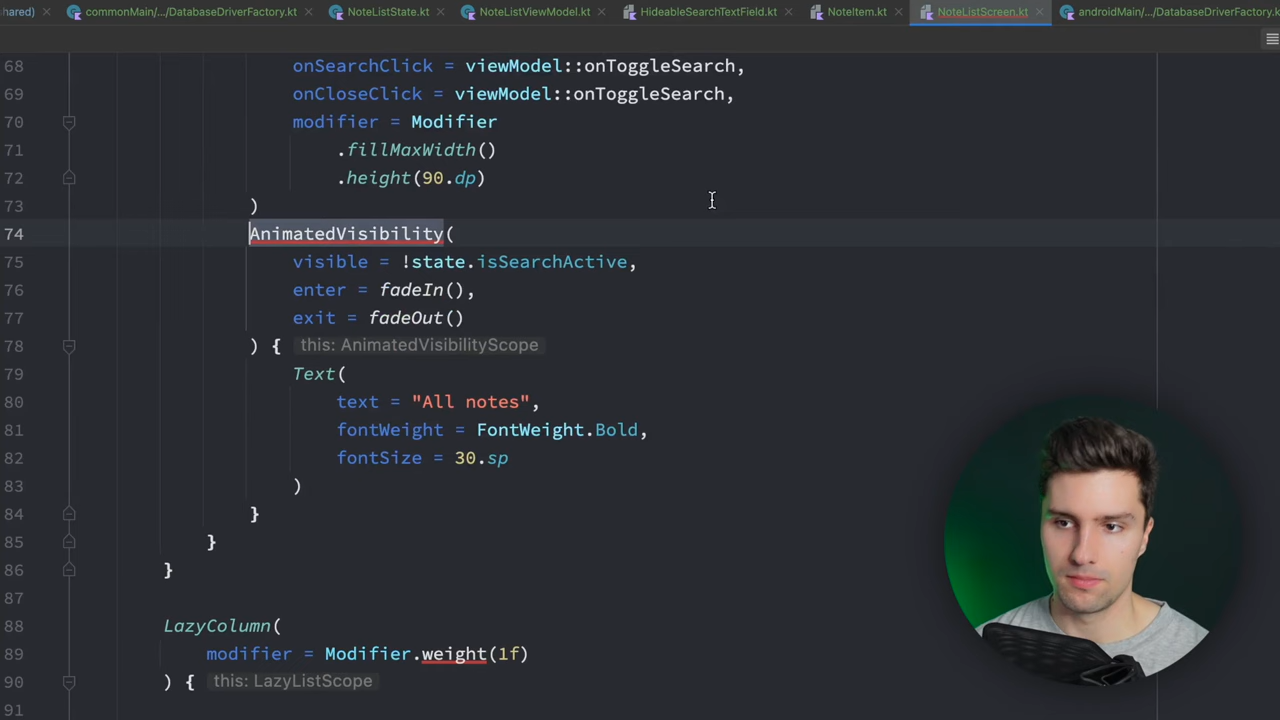 shared)
commonMain/.../DatabaseDriverFactory.kt
NoteListState.kt
NoteListViewModel.kt
HideableSearchTextField.kt
NoteItem.kt
NoteListScreen.kt
androidMain/.../DatabaseDriverFactory.k
68 onSearchClick = viewModel::onToggleSearch,
69 onCloseClick = viewModel::onToggleSearch,
70 modifier = Modifier
71 .fillMaxWidth()
72 .height(90.dp)
73 )
74 AnimatedVisibility(
75 visible = !state.isSearchActive,
76 enter = fadeIn(),
77 exit = fadeOut()
78 ) { this: AnimatedVisibilityScope
79 Text(
80 text = "All notes",
81 fontWeight = FontWeight.Bold,
82 fontSize = 30.sp
83 )
84 }
85 }
86 }
87
88 LazyColumn(
89 modifier = Modifier.weight(1f)
90 ) { this: LazyListScope
91